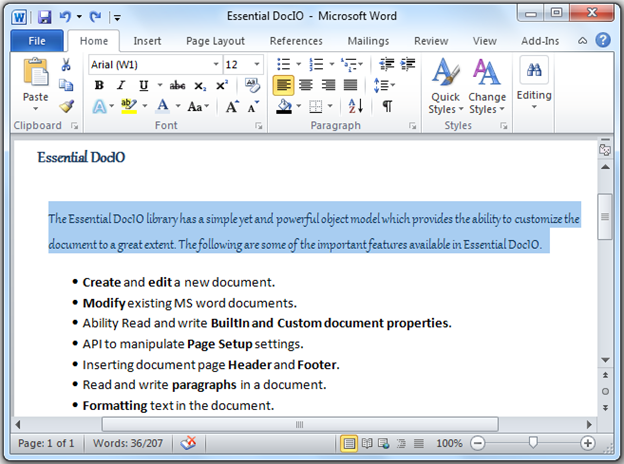 Essential DocIO - Microsoft Word
File Home Insert Page Layout References Mailings Review View Add-Ins
Arial (W1) 12
Paste
B I U abc X₂ X²
A ab A Aa A A
Quick Styles
Change Styles
Editing
Clipboard Font Paragraph Styles
Essential DocIO
The Essential DocIO library has a simple yet and powerful object model which provides the ability to customize the
document to a great extent. The following are some of the important features available in Essential DocIO.
• Create and edit a new document.
• Modify existing MS word documents.
• Ability Read and write BuiltIn and Custom document properties.
• API to manipulate Page Setup settings.
• Inserting document page Header and Footer.
• Read and write paragraphs in a document.
• Formatting text in the document.
Page: 1 of 1 Words: 36/207 100%